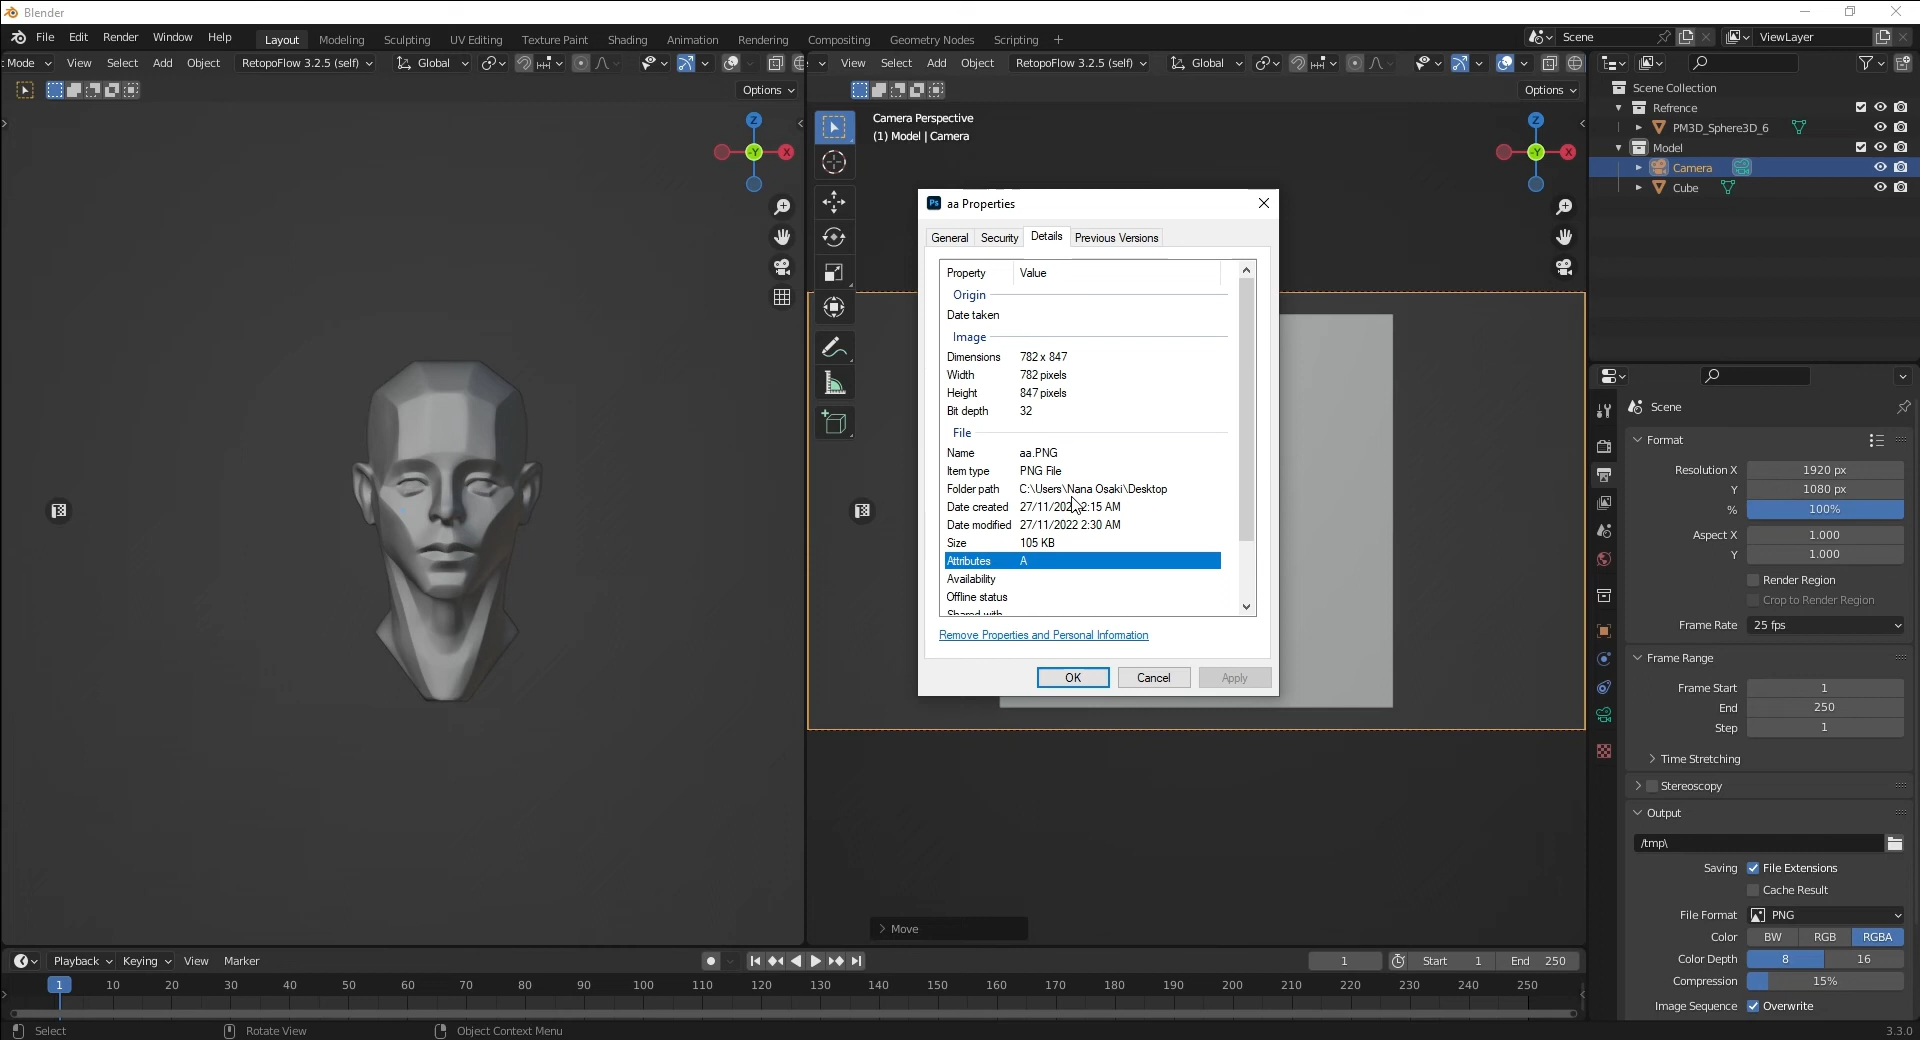 Blender
File Edit Render Window Help Layout Modeling Sculpting UV Editing Texture Paint Shading Animation Rendering Compositing Geometry Nodes Scripting +
Scene
ViewLayer
Mode View Select Add Object RetopoFlow 3.2.5 (self) Global
View Select Add Object RetopoFlow 3.2.5 (self) Global
Options
Options
Z
-Y
X
Camera Perspective
(1) Model | Camera
Z
-Y
X
Ps aa Properties
General Security Details Previous Versions
Property Value
Origin
Date taken
Image
Dimensions 782 x 847
Width 782 pixels
Height 847 pixels
Bit depth 32
File
Name aa.PNG
Item type PNG File
Folder path C:\Users\Nana Osaki\Desktop
Date created 27/11/202 2:15 AM
Date modified 27/11/2022 2:30 AM
Size 105 KB
Attributes A
Availability
Offline status
Shared with
Remove Properties and Personal Information
OK Cancel Apply
> Move
Scene Collection
Refrence
PM3D_Sphere3D_6
Model
Camera
Cube
Scene
Format
Resolution X 1920 px
Y 1080 px
% 100%
Aspect X 1.000
Y 1.000
Render Region
Crop to Render Region
Frame Rate 25 fps
Frame Range
Frame Start 1
End 250
Step 1
Time Stretching
Stereoscopy
Output
/tmp\
Saving File Extensions
Cache Result
File Format PNG
Color BW RGB RGBA
Color Depth 8 16
Compression 15%
Image Sequence Overwrite
Playback Keying View Marker
1 Start 1 End 250
1 10 20 30 40 50 60 70 80 90 100 110 120 130 140 150 160 170 180 190 200 210 220 230 240 250
Select Rotate View Object Context Menu
3.3.0